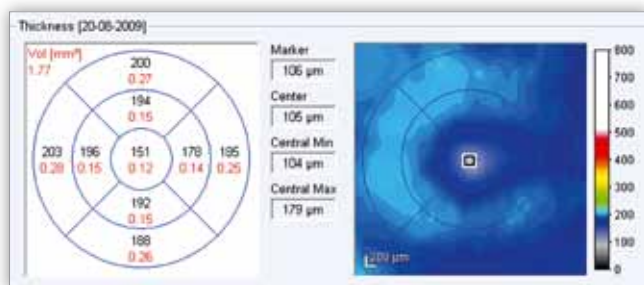 Thickness [20-08-2009]
Vol [mm³]
1.77
200
0.27
194
0.15
203 196 151 178 185
0.28 0.15 0.12 0.14 0.25
192
0.15
188
0.26
Marker
106 µm
Center
105 µm
Central Min
104 µm
Central Max
179 µm
200 µm
800
700
600
500
400
300
200
100
0